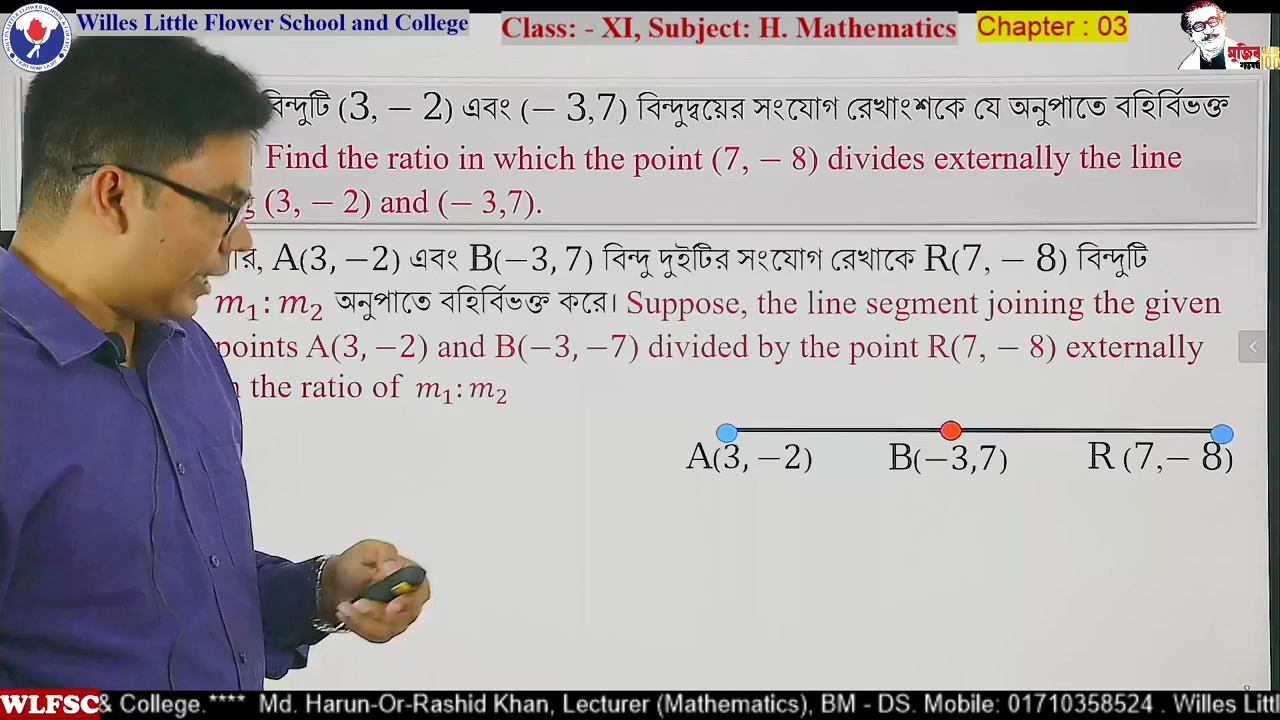 Willes Little Flower School and College
Class: - XI, Subject: H. Mathematics
Chapter : 03
মুজিব
শতবর্ষ
100
বিন্দুটি (3, − 2) এবং (− 3,7) বিন্দুদ্বয়ের সংযোগ রেখাংশকে যে অনুপাতে বহির্বিভক্ত
Find the ratio in which the point (7, − 8) divides externally the line
(3, − 2) and (− 3,7).
A(3, −2) এবং B(−3, 7) বিন্দু দুইটির সংযোগ রেখাকে R(7, − 8) বিন্দুটি
m₁: m₂ অনুপাতে বহির্বিভক্ত করে। Suppose, the line segment joining the given
points A(3, −2) and B(−3, −7) divided by the point R(7, − 8) externally
the ratio of m₁: m₂
A(3, −2) B(−3,7) R (7,− 8)
WLFSC & College.**** Md. Harun-Or-Rashid Khan, Lecturer (Mathematics), BM - DS. Mobile: 01710358524 . Willes Littl